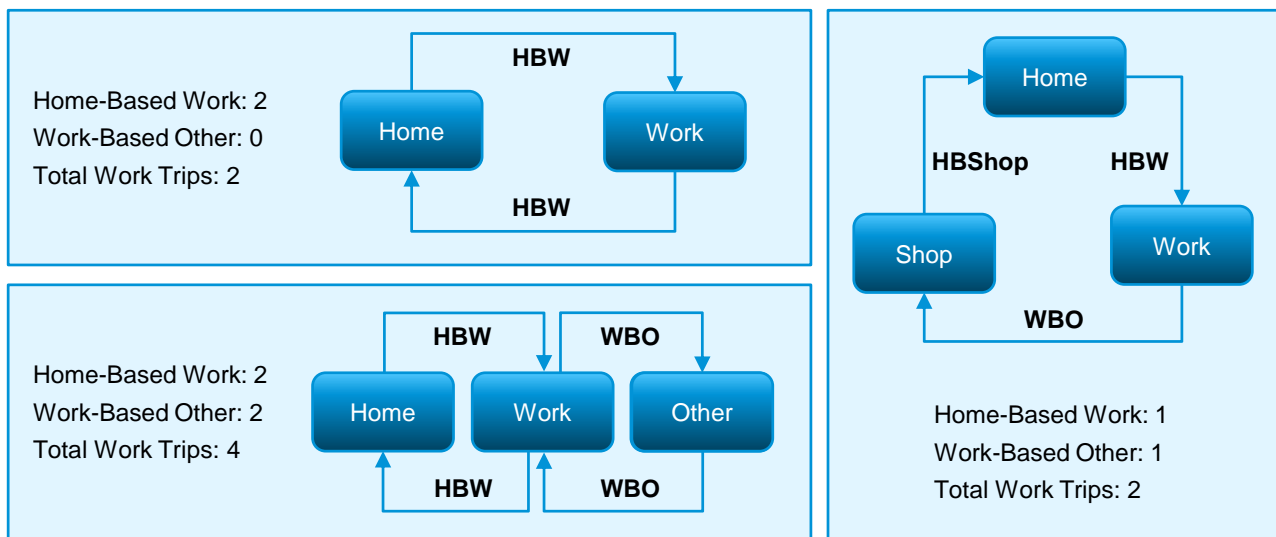 HBW
Home-Based Work: 2
Work-Based Other: 0
Total Work Trips: 2
Home
Work
HBW
HBW
WBO
Home-Based Work: 2
Work-Based Other: 2
Total Work Trips: 4
Home
Work
Other
HBW
WBO
Home
HBShop
HBW
Shop
Work
WBO
Home-Based Work: 1
Work-Based Other: 1
Total Work Trips: 2